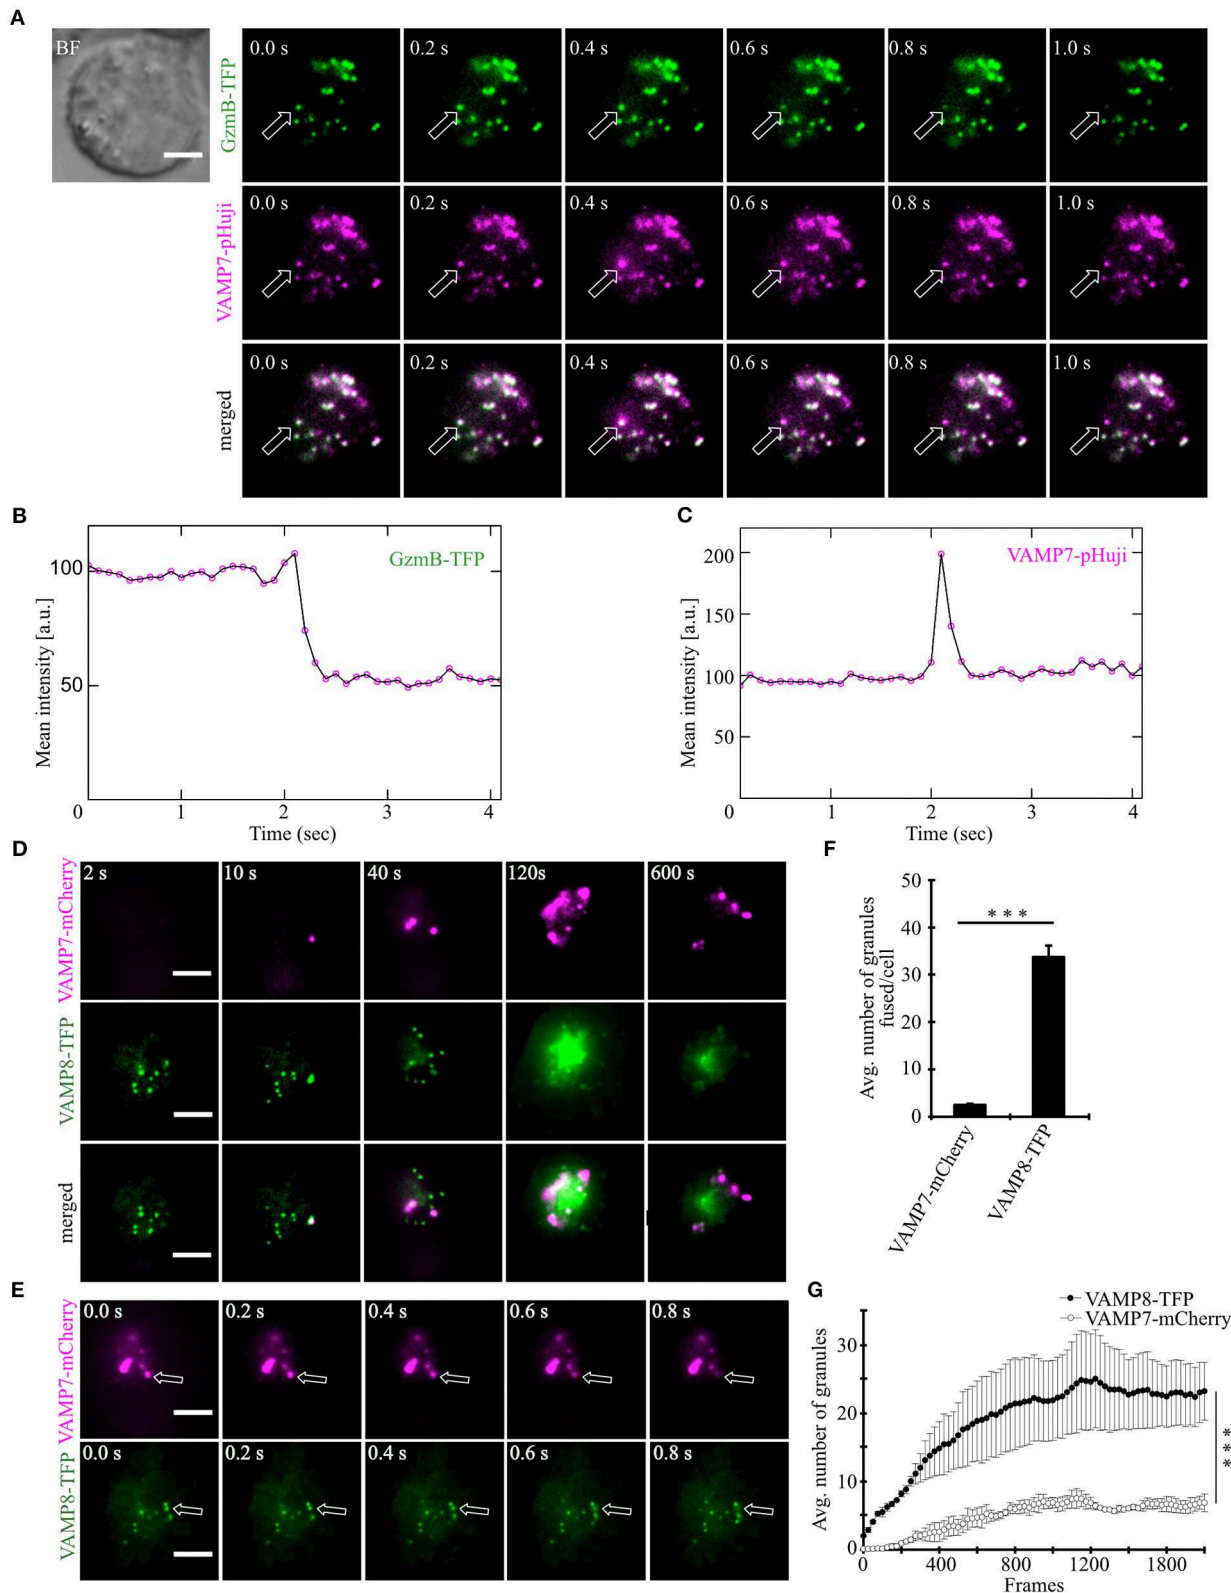 A
BF
GzmB-TFP
0.0 s
0.2 s
0.4 s
0.6 s
0.8 s
1.0 s
VAMP7-pHuji
0.0 s
0.2 s
0.4 s
0.6 s
0.8 s
1.0 s
merged
0.0 s
0.2 s
0.4 s
0.6 s
0.8 s
1.0 s
B
Mean intensity [a.u.]
100
50
0
1
2
3
4
Time (sec)
GzmB-TFP
C
Mean intensity [a.u.]
200
150
100
50
0
1
2
3
4
Time (sec)
VAMP7-pHuji
D
VAMP7-mCherry
2 s
10 s
40 s
120s
600 s
VAMP8-TFP
merged
F
Avg. number of granules
fused/cell
50
40
30
20
10
0
* * *
VAMP7-mCherry
VAMP8-TFP
E
VAMP7-mCherry
0.0 s
0.2 s
0.4 s
0.6 s
0.8 s
VAMP8-TFP
0.0 s
0.2 s
0.4 s
0.6 s
0.8 s
G
VAMP8-TFP
VAMP7-mCherry
Avg. number of granules
30
20
10
0
400
800
1200
1800
Frames
* * *